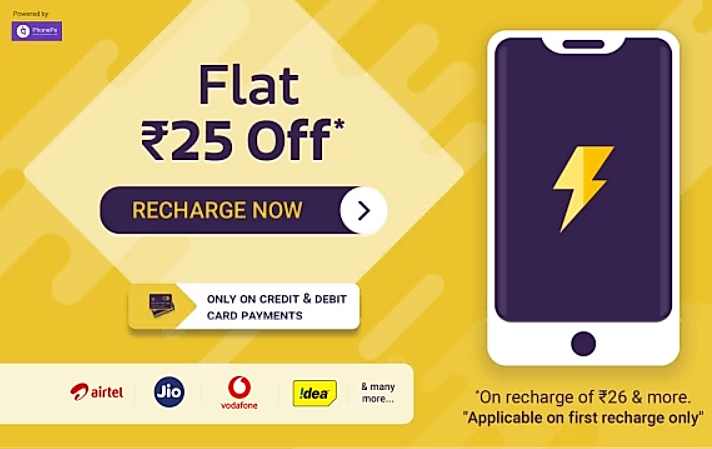 Powered by
PhonePe
Flat
₹25 Off*
RECHARGE NOW
ONLY ON CREDIT & DEBIT
CARD PAYMENTS
airtel
Jio
vodafone
!dea
& many
more...
*On recharge of ₹26 & more.
"Applicable on first recharge only"